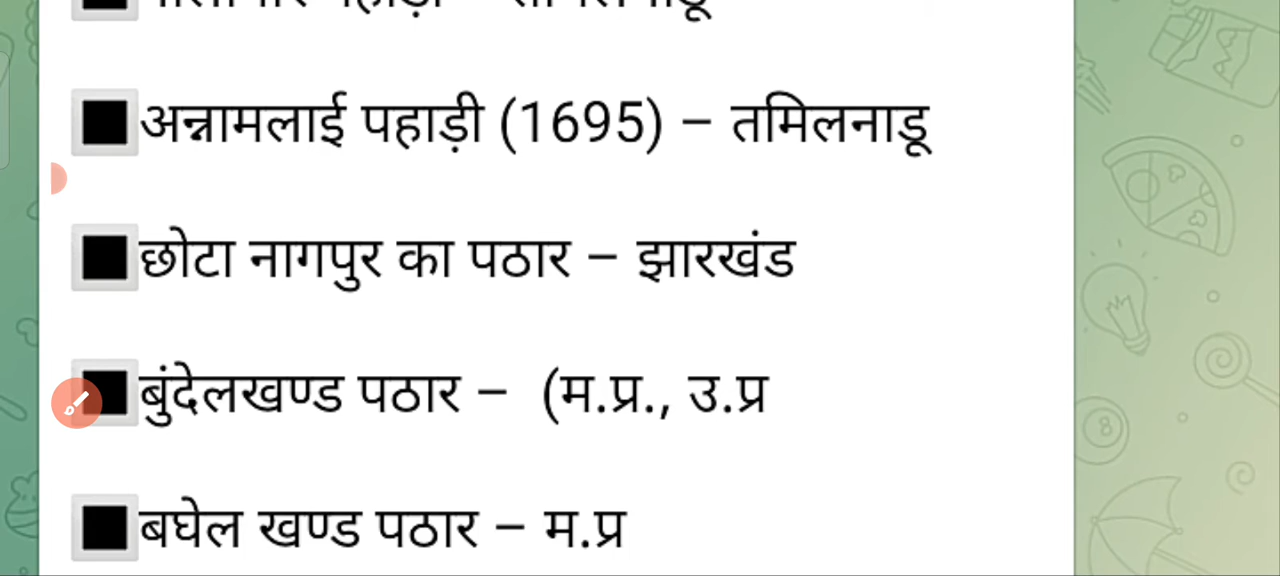 अन्नामलाई पहाड़ी (1695) – तमिलनाडू
छोटा नागपुर का पठार – झारखंड
बुंदेलखण्ड पठार –  (म.प्र., उ.प्र
बघेल खण्ड पठार – म.प्र